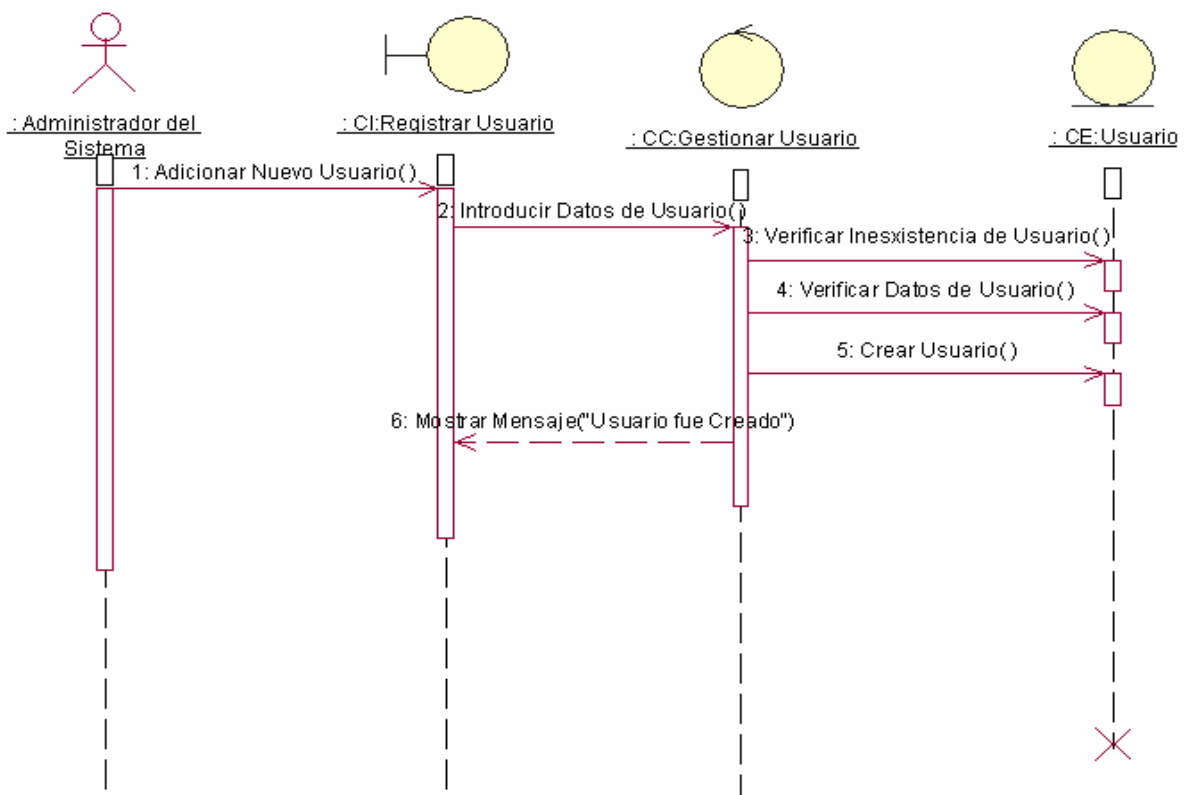 : Administrador del
Sistema
: CI:Registrar Usuario
: CC:Gestionar Usuario
: CE:Usuario
1: Adicionar Nuevo Usuario()
2: Introducir Datos de Usuario()
3: Verificar Inesxistencia de Usuario()
4: Verificar Datos de Usuario()
5: Crear Usuario()
6: Mostrar Mensaje("Usuario fue Creado")